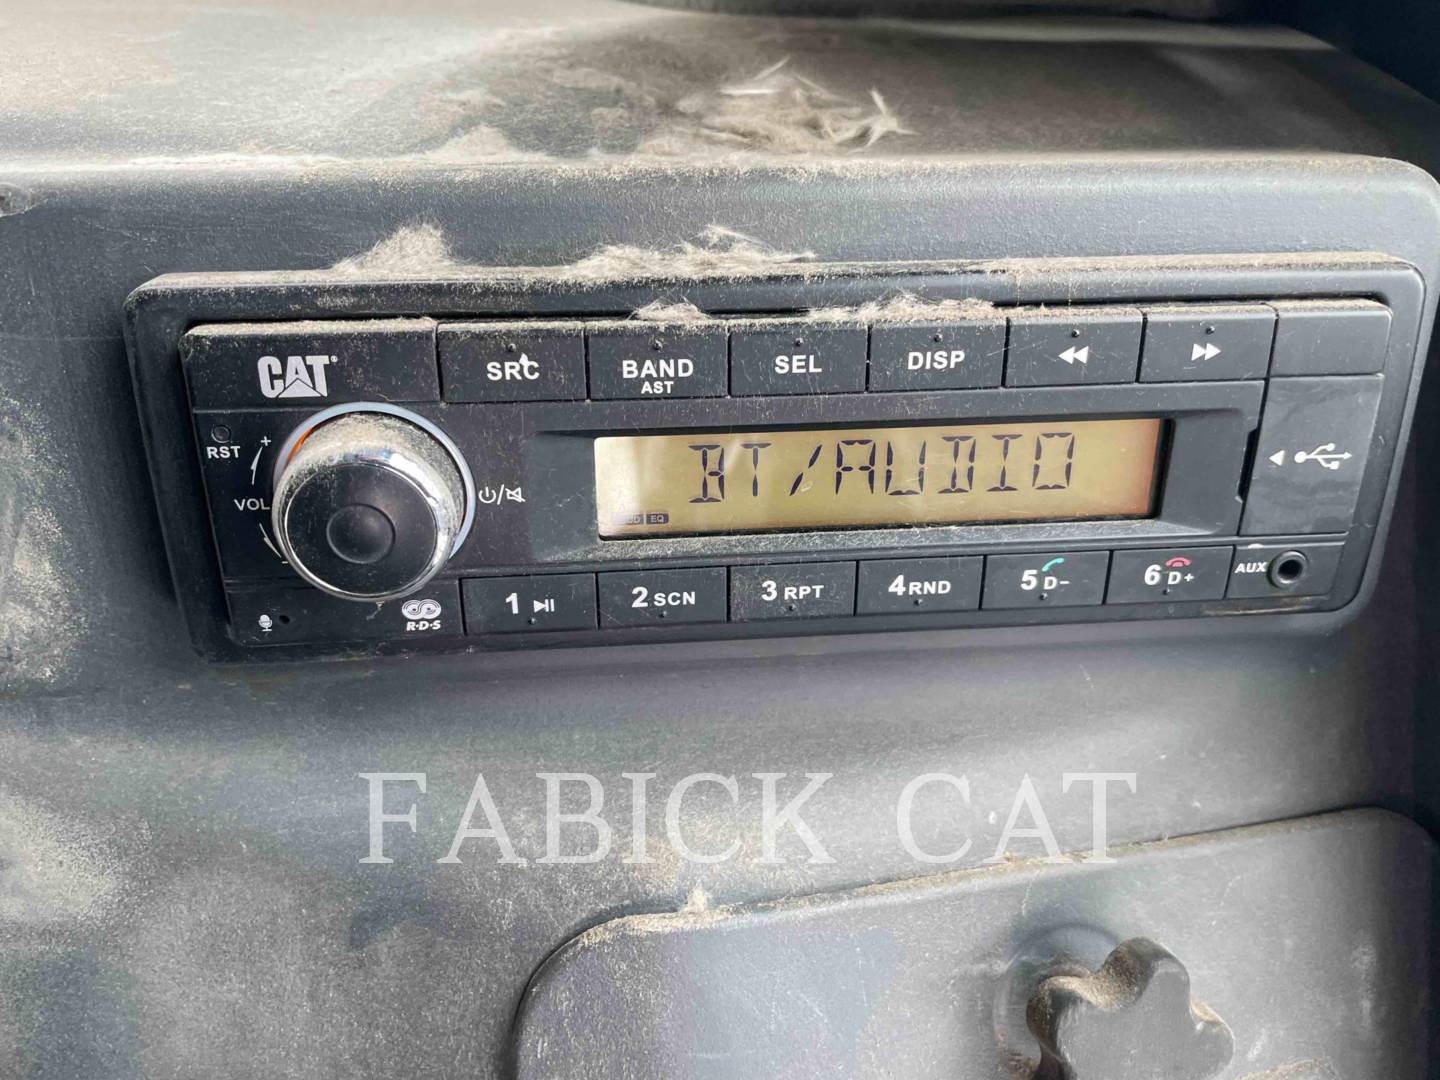 CAT®
SRC
BAND
AST
SEL
DISP
RST
+
VOL
-
BT/AUDIO
EQ
R·D·S
1
2 SCN
3 RPT
4 RND
5 D-
6 D+
AUX
FABICK CAT